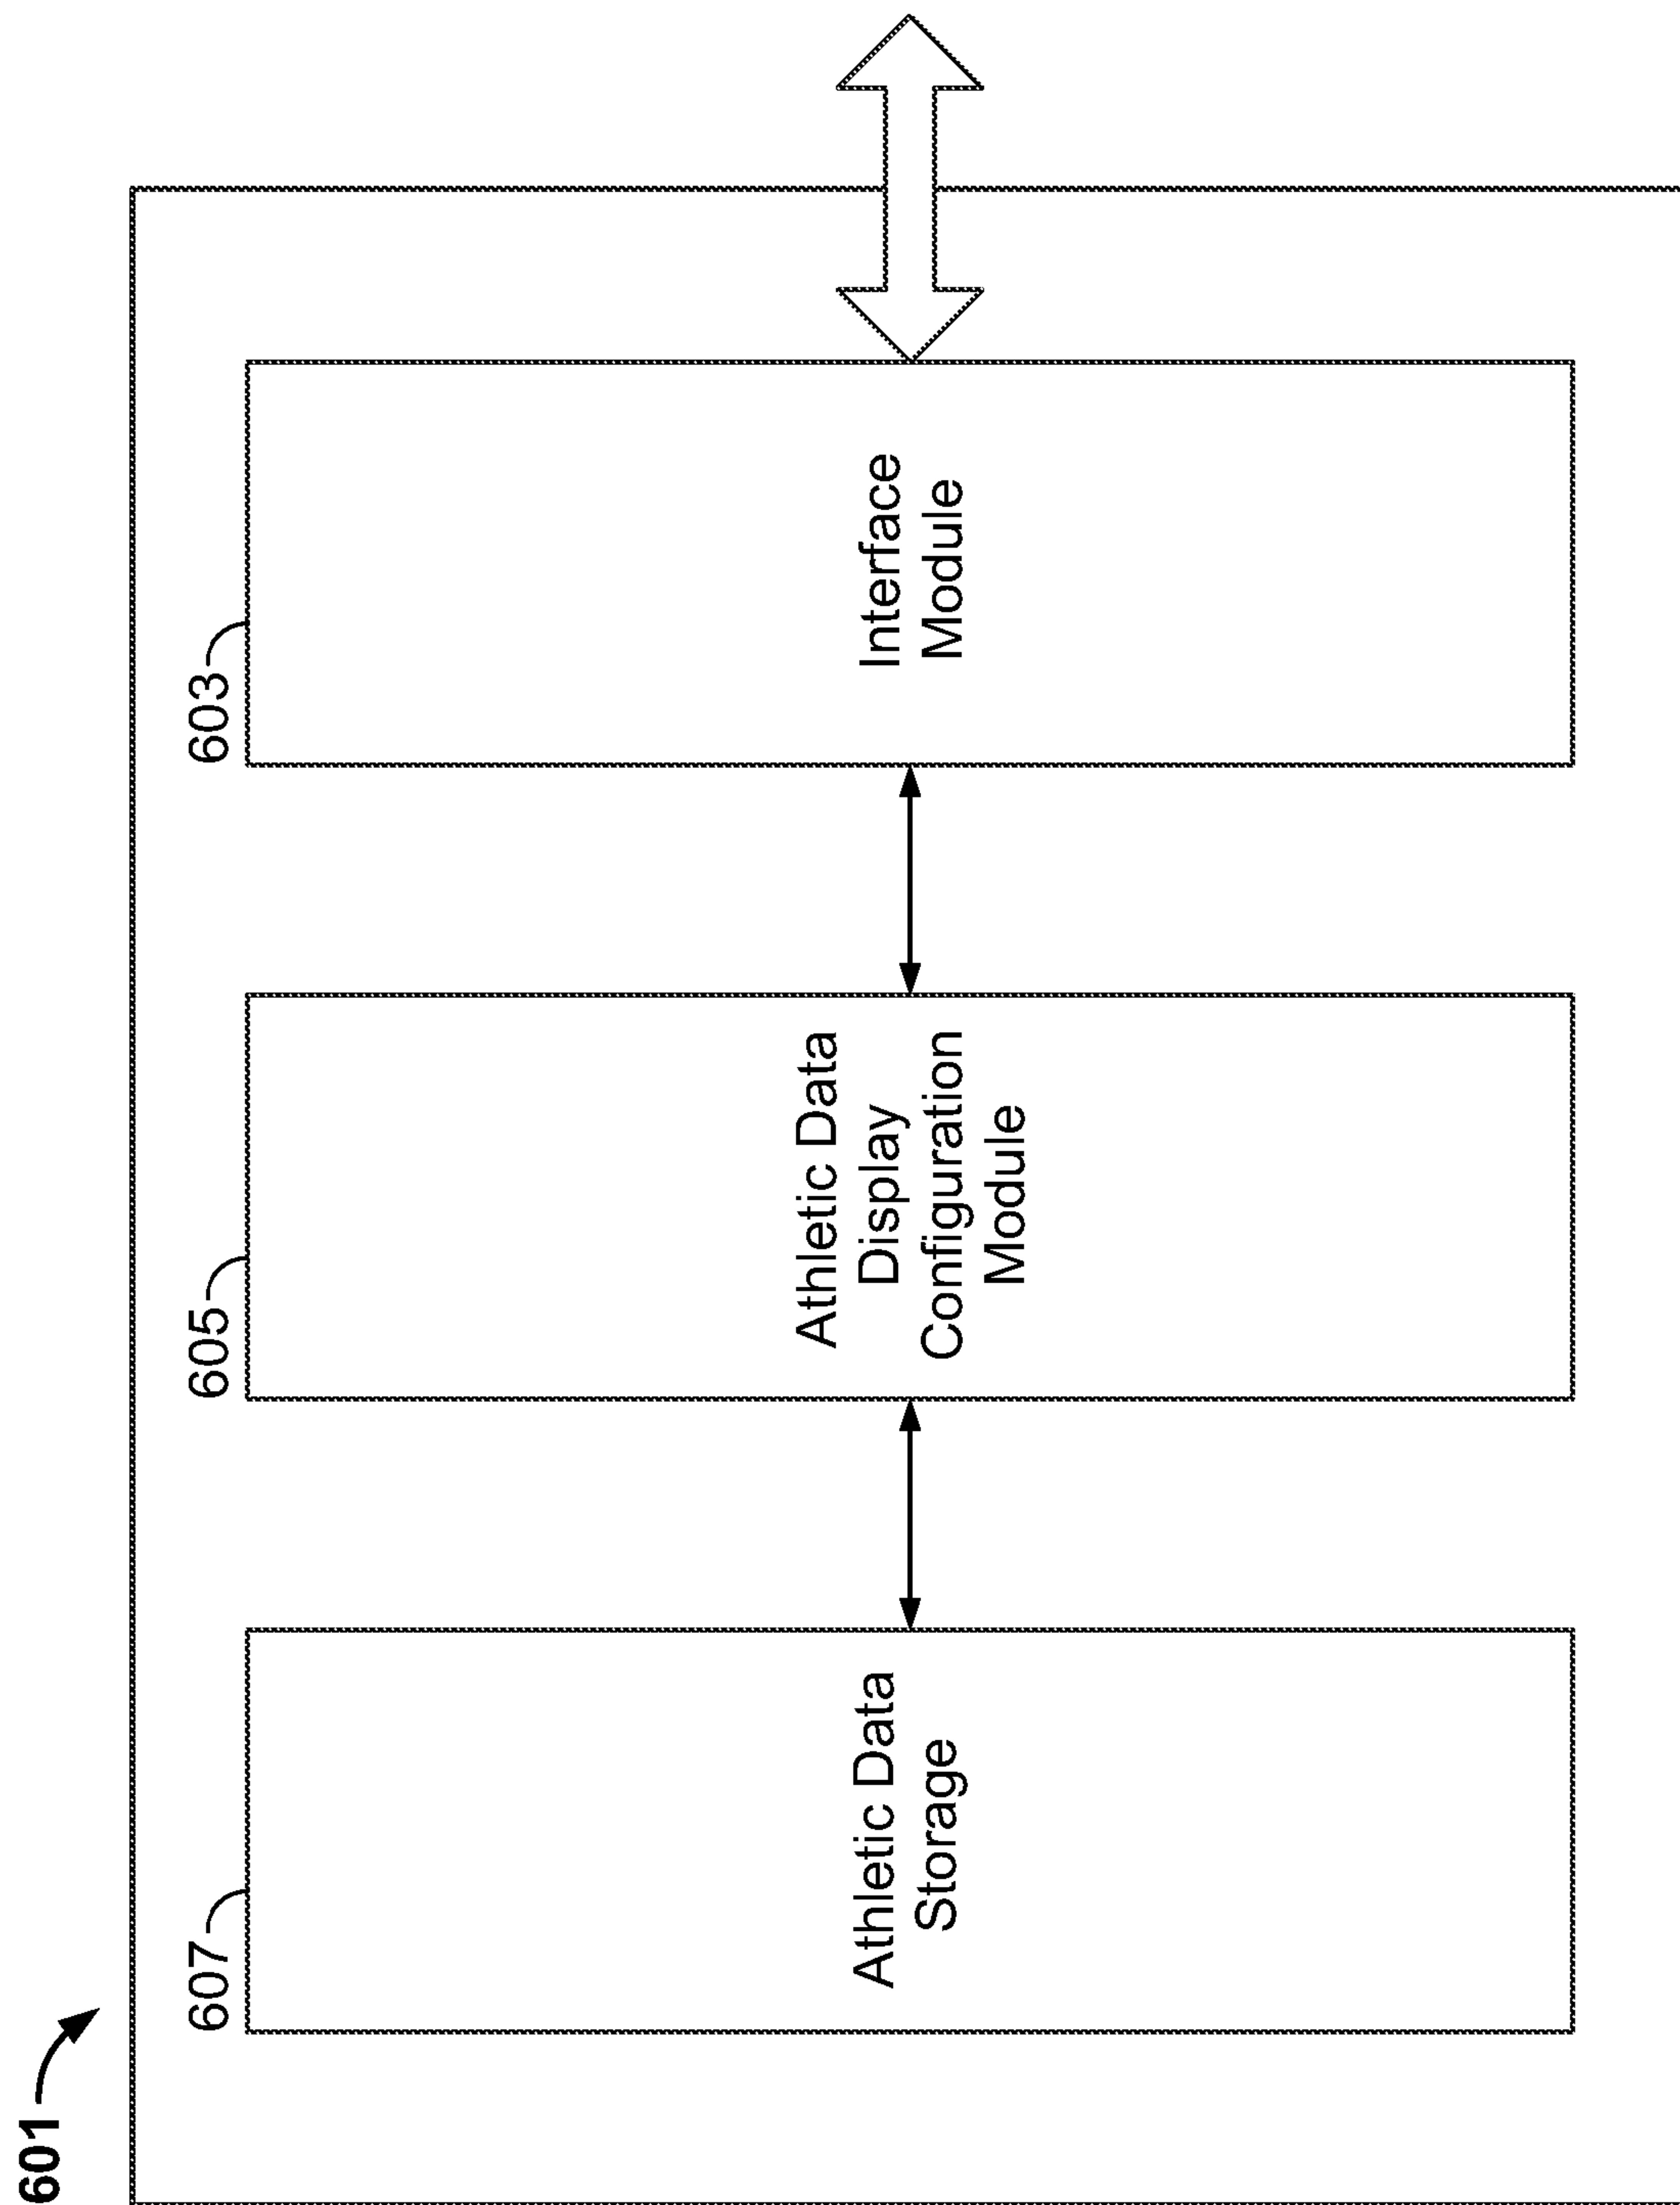 601
607
Athletic Data
Storage
605
Athletic Data
Display
Configuration
Module
603
Interface
Module